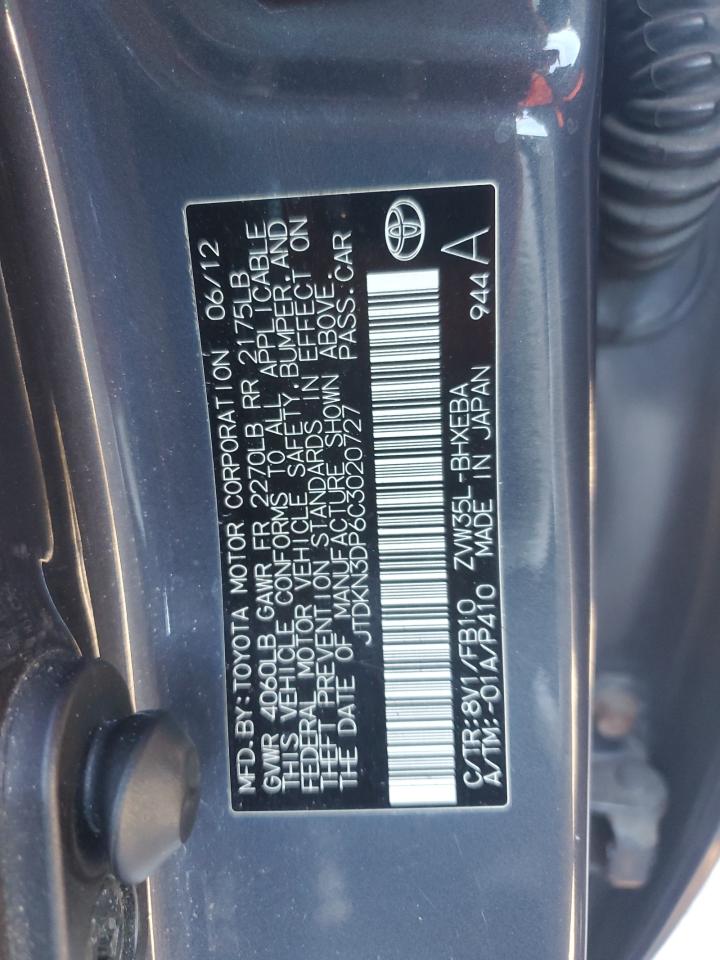 MFD. BY: TOYOTA MOTOR CORPORATION 06/12
GVWR 4060LB GAWR FR 2270LB RR 2175LB
THIS VEHICLE CONFORMS TO ALL APPLICABLE
FEDERAL MOTOR VEHICLE SAFETY, BUMPER, AND
THEFT PREVENTION STANDARDS IN EFFECT ON
THE DATE OF MANUFACTURE SHOWN ABOVE.
JTDKN3DP6C3020727 PASS. CAR
C/TR: 8V1/FB10 ZVW35L-BHXEBA
A/TM: -01A/P410 MADE IN JAPAN 944 A